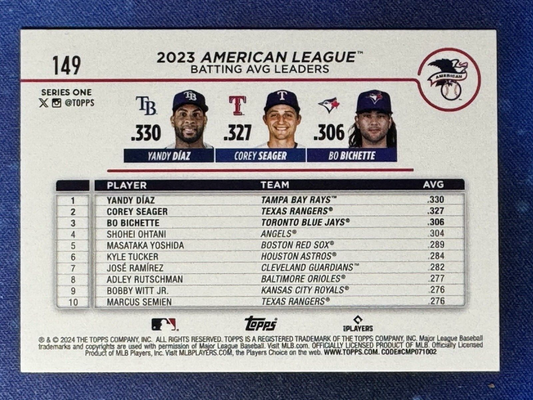 149
2023 AMERICAN LEAGUE™
BATTING AVG LEADERS
AMERICAN
SERIES ONE
X @TOPPS
TB
T
.330 .327 .306
YANDY DÍAZ COREY SEAGER BO BICHETTE
PLAYER TEAM AVG
1 YANDY DÍAZ TAMPA BAY RAYS™ .330
2 COREY SEAGER TEXAS RANGERS® .327
3 BO BICHETTE TORONTO BLUE JAYS® .306
4 SHOHEI OHTANI ANGELS® .304
5 MASATAKA YOSHIDA BOSTON RED SOX® .289
6 KYLE TUCKER HOUSTON ASTROS® .284
7 JOSÉ RAMÍREZ CLEVELAND GUARDIANS™ .282
8 ADLEY RUTSCHMAN BALTIMORE ORIOLES® .277
9 BOBBY WITT JR. KANSAS CITY ROYALS® .276
10 MARCUS SEMIEN TEXAS RANGERS® .276
Topps PLAYERS
® & © 2024 THE TOPPS COMPANY, INC. ALL RIGHTS RESERVED. TOPPS IS A REGISTERED TRADEMARK OF THE TOPPS COMPANY, INC. Major League Baseball
trademarks and copyrights are used with permission of Major League Baseball. Visit MLB.com. OFFICIALLY LICENSED PRODUCT OF MLB. Officially Licensed
Product of MLB Players, Inc. Visit MLBPLAYERS.com, the Players Choice on the web. WWW.TOPPS.COM. CODE#CMP071002